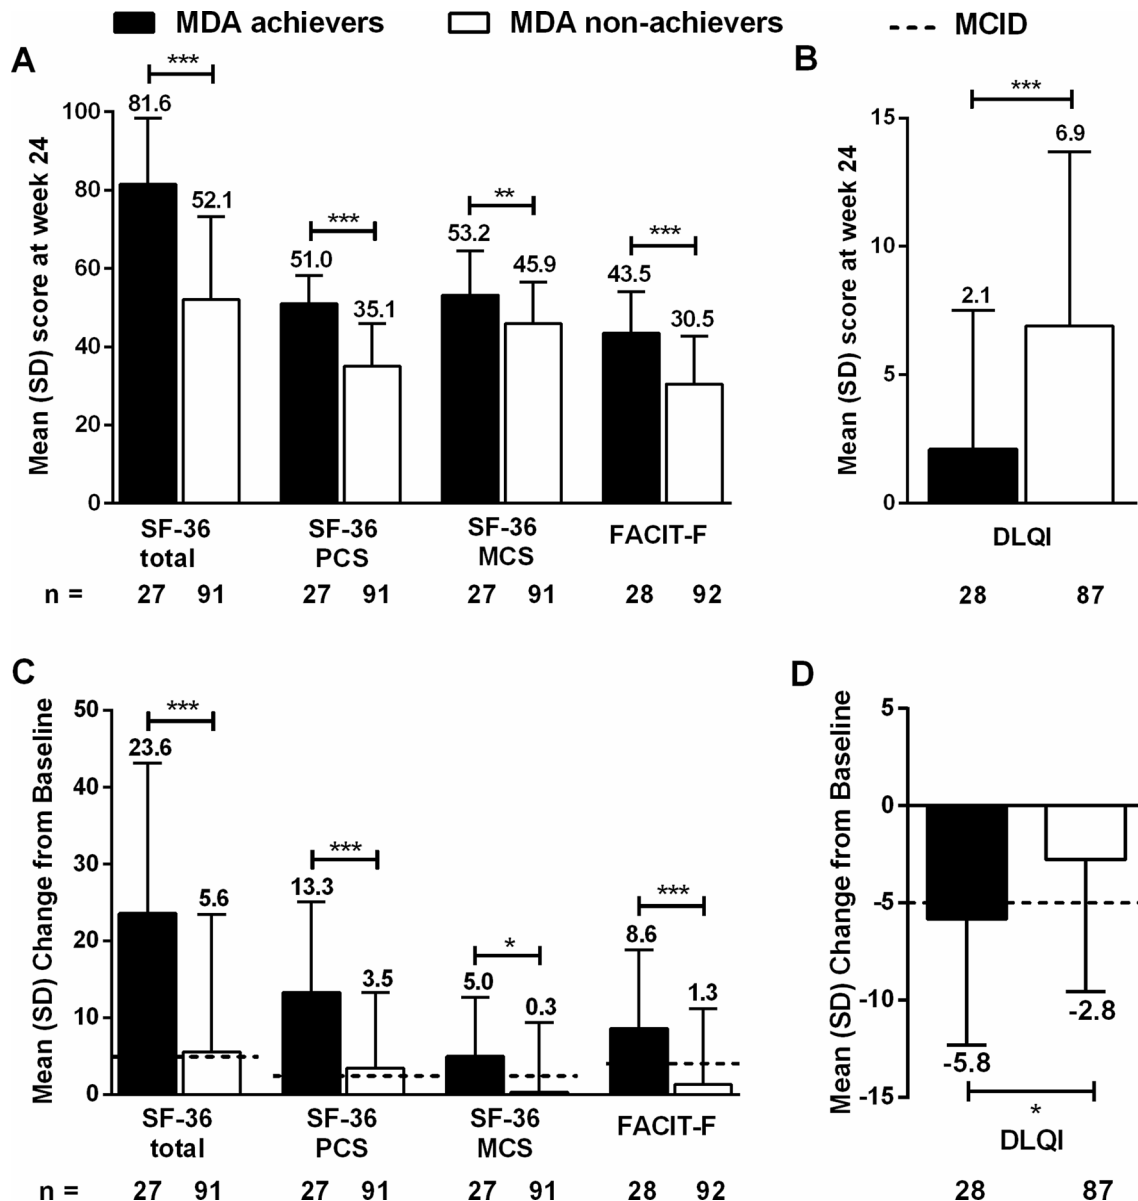 MDA achievers MDA non-achievers MCID
A
Mean (SD) score at week 24
100
80
60
40
20
0
***
81.6
52.1
***
51.0
35.1
**
53.2
45.9
***
43.5
30.5
SF-36 total
SF-36 PCS
SF-36 MCS
FACIT-F
n = 27 91 27 91 27 91 28 92
B
Mean (SD) score at week 24
15
10
5
0
***
2.1
6.9
DLQI
28 87
C
Mean (SD) Change from Baseline
50
40
30
20
10
0
***
23.6
5.6
***
13.3
3.5
*
5.0
0.3
***
8.6
1.3
SF-36 total
SF-36 PCS
SF-36 MCS
FACIT-F
n = 27 91 27 91 27 91 28 92
D
Mean (SD) Change from Baseline
5
0
-5
-10
-15
-5.8
-2.8
*
DLQI
28 87